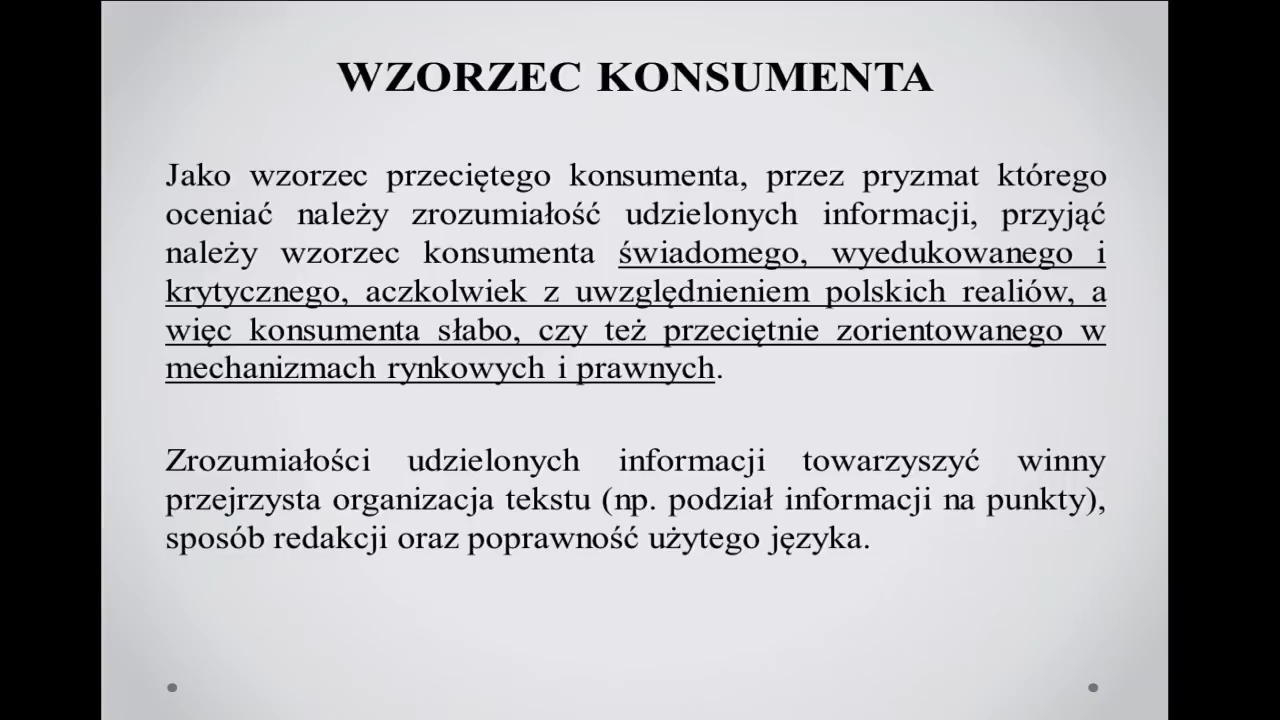 WZORZEC KONSUMENTA
Jako wzorzec przeciętego konsumenta, przez pryzmat którego
oceniać należy zrozumiałość udzielonych informacji, przyjąć
należy wzorzec konsumenta świadomego, wyedukowanego i
krytycznego, aczkolwiek z uwzględnieniem polskich realiów, a
więc konsumenta słabo, czy też przeciętnie zorientowanego w
mechanizmach rynkowych i prawnych.
Zrozumiałości udzielonych informacji towarzyszyć winny
przejrzysta organizacja tekstu (np. podział informacji na punkty),
sposób redakcji oraz poprawność użytego języka.